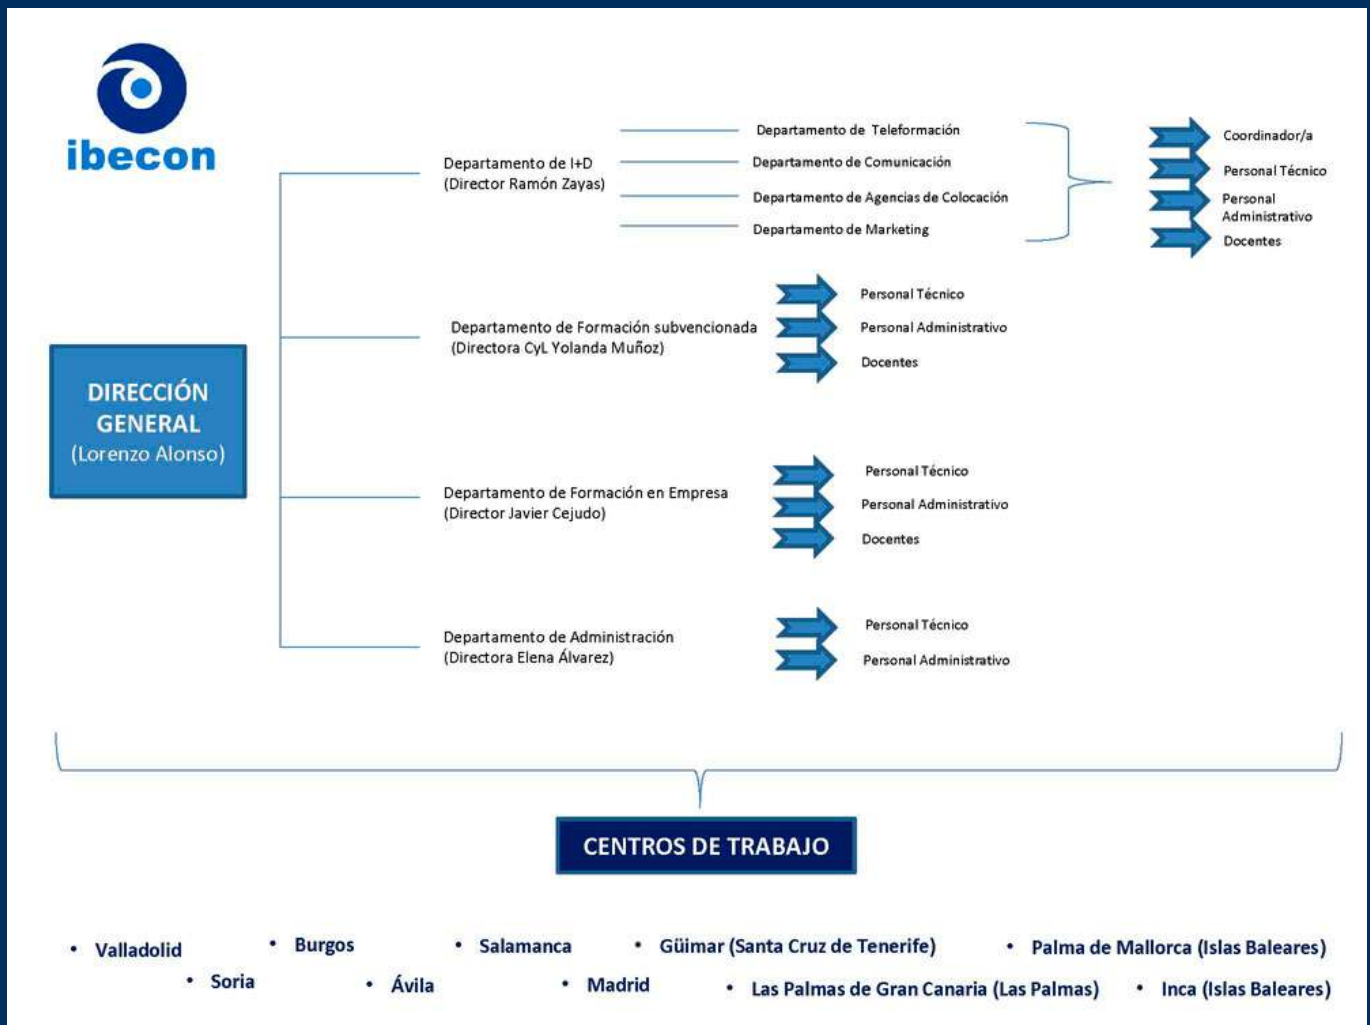 ibecon
DIRECCIÓN
GENERAL
(Lorenzo Alonso)
Departamento de I+D
(Director Ramón Zayas)
Departamento de Teleformación
Departamento de Comunicación
Departamento de Agencias de Colocación
Departamento de Marketing
Coordinador/a
Personal Técnico
Personal
Administrativo
Docentes
Departamento de Formación subvencionada
(Directora CyL Yolanda Muñoz)
Personal Técnico
Personal Administrativo
Docentes
Departamento de Formación en Empresa
(Director Javier Cejudo)
Personal Técnico
Personal Administrativo
Docentes
Departamento de Administración
(Directora Elena Álvarez)
Personal Técnico
Personal Administrativo
CENTROS DE TRABAJO
• Valladolid • Burgos • Salamanca • Güimar (Santa Cruz de Tenerife) • Palma de Mallorca (Islas Baleares)
• Soria • Ávila • Madrid • Las Palmas de Gran Canaria (Las Palmas) • Inca (Islas Baleares)